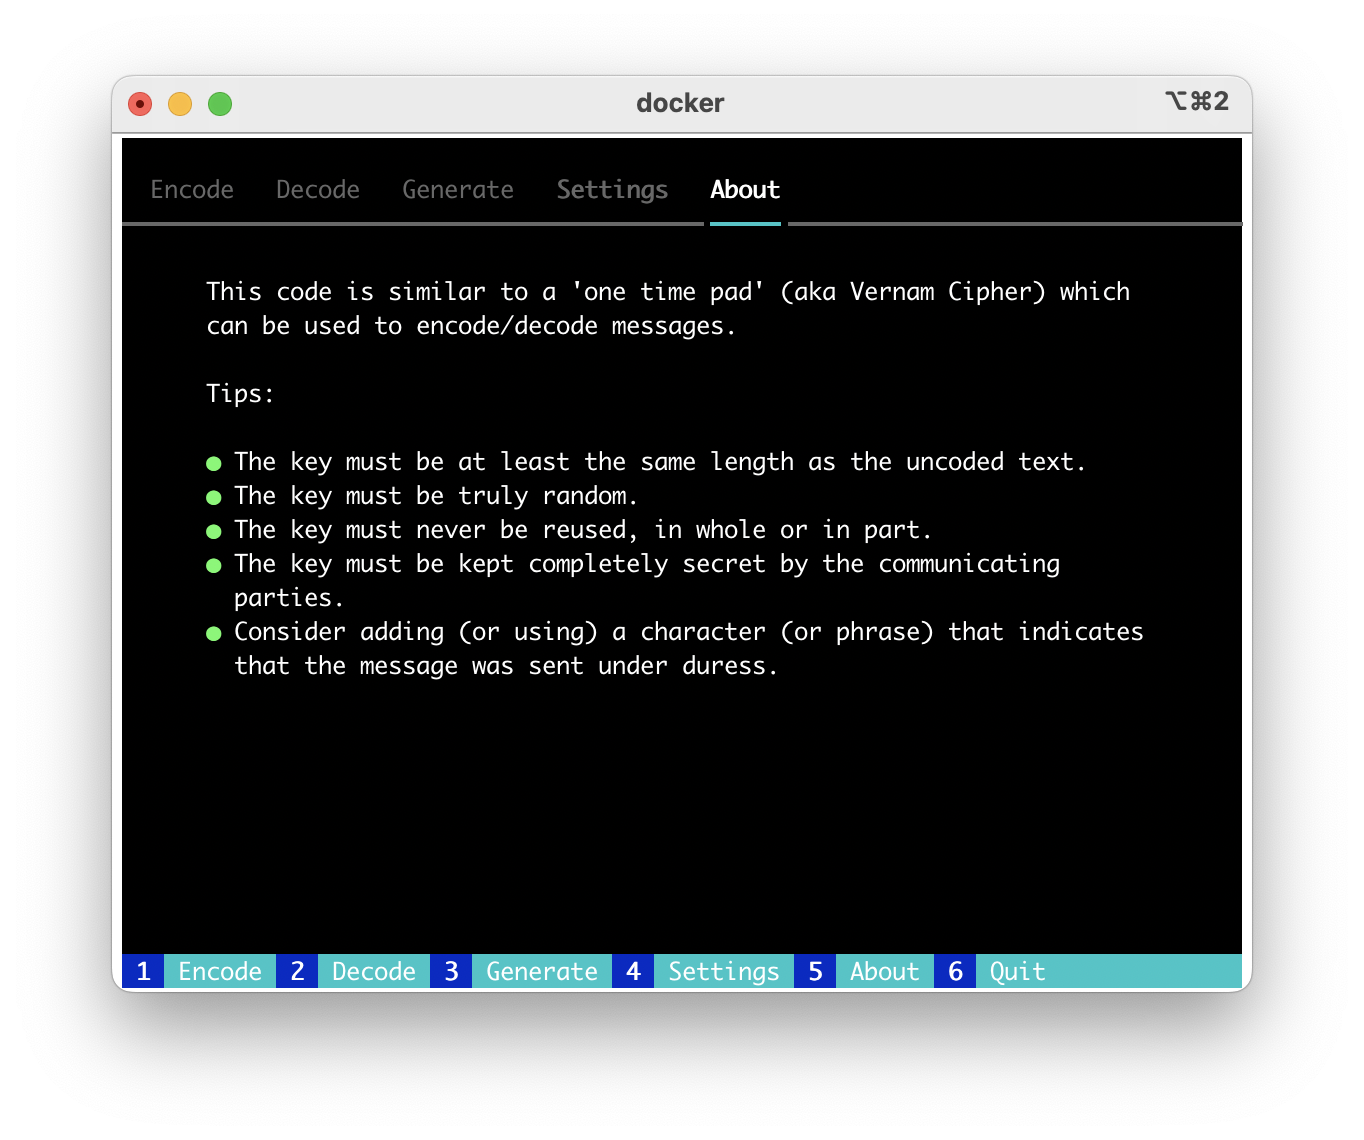 docker
⌥⌘2
Encode Decode Generate Settings About
This code is similar to a 'one time pad' (aka Vernam Cipher) which
can be used to encode/decode messages.
Tips:
● The key must be at least the same length as the uncoded text.
● The key must be truly random.
● The key must never be reused, in whole or in part.
● The key must be kept completely secret by the communicating
parties.
● Consider adding (or using) a character (or phrase) that indicates
that the message was sent under duress.
1 Encode 2 Decode 3 Generate 4 Settings 5 About 6 Quit